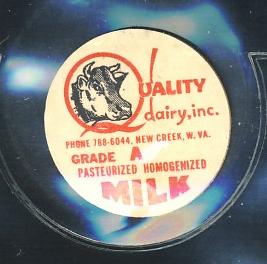 QUALITY
dairy, inc.
PHONE 788-6044, NEW CREEK, W. VA.
GRADE A
PASTEURIZED HOMOGENIZED
MILK